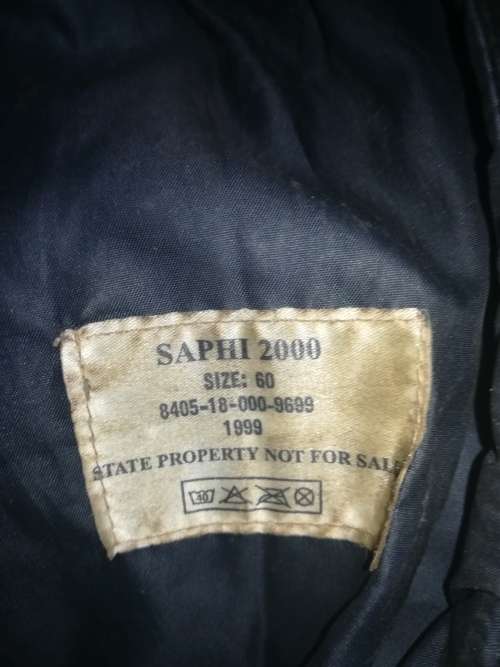 SAPHI 2000
SIZE: 60
8405-18-000-9699
1999
STATE PROPERTY NOT FOR SALE
40